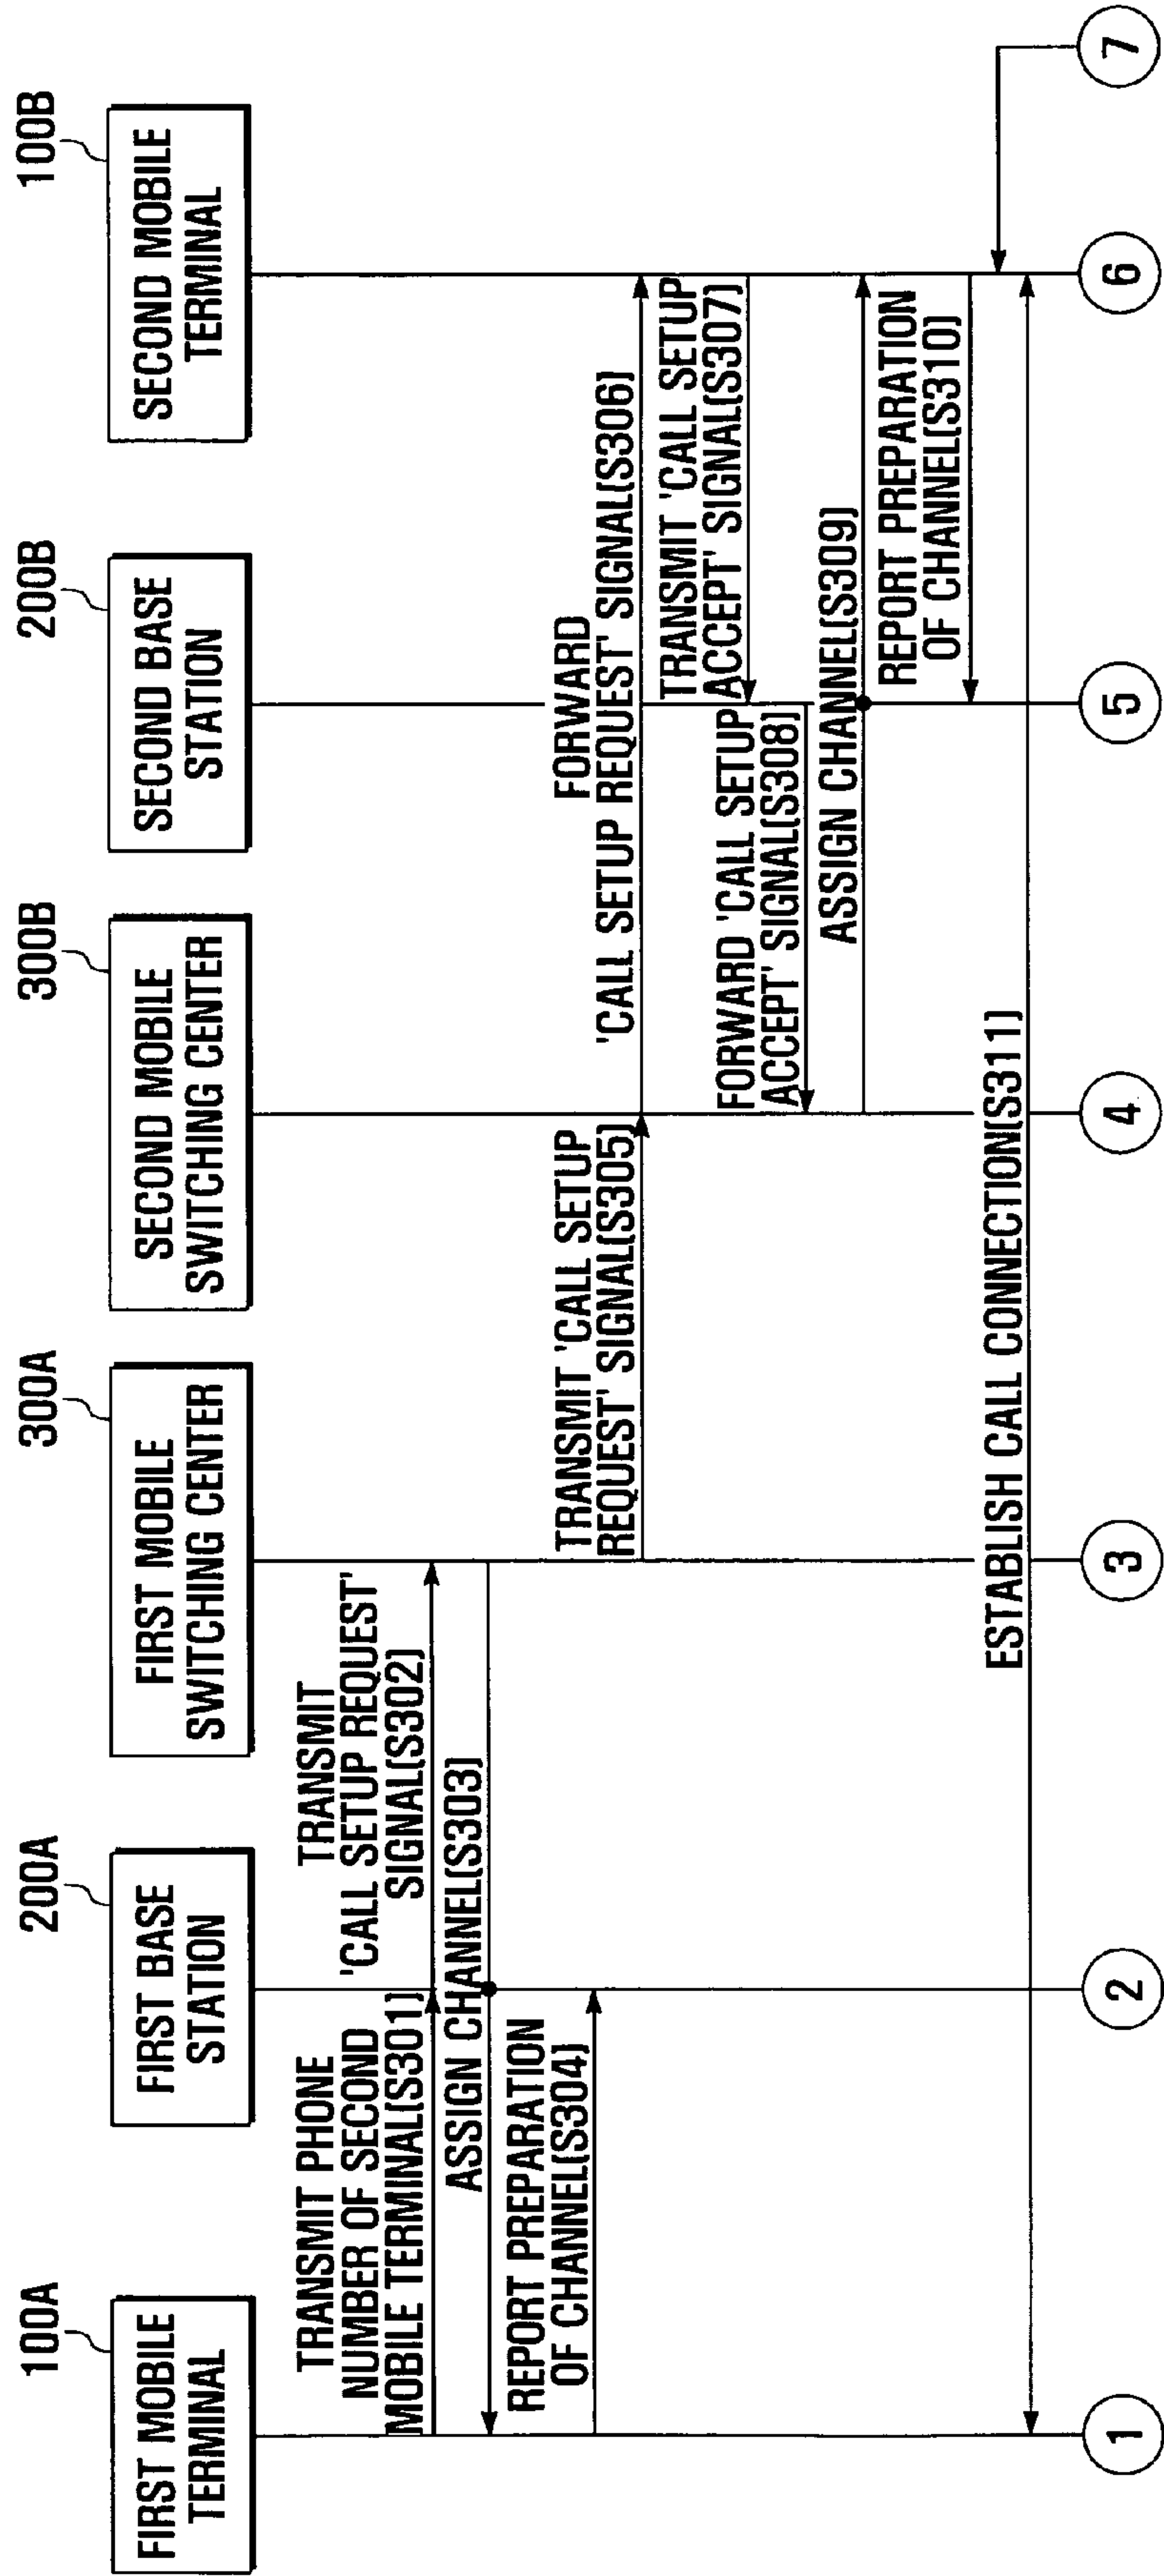 100A
200A
300A
300B
200B
100B
FIRST MOBILE
TERMINAL
FIRST BASE
STATION
FIRST MOBILE
SWITCHING CENTER
SECOND MOBILE
SWITCHING CENTER
SECOND BASE
STATION
SECOND MOBILE
TERMINAL
TRANSMIT PHONE
NUMBER OF SECOND
MOBILE TERMINAL(S301)
TRANSMIT
'CALL SETUP REQUEST'
SIGNAL(S302)
ASSIGN CHANNEL(S303)
REPORT PREPARATION
OF CHANNEL(S304)
TRANSMIT 'CALL SETUP
REQUEST' SIGNAL(S305)
FORWARD
'CALL SETUP REQUEST' SIGNAL(S306)
TRANSMIT 'CALL SETUP
ACCEPT' SIGNAL(S307)
FORWARD 'CALL SETUP
ACCEPT' SIGNAL(S308)
ASSIGN CHANNEL(S309)
REPORT PREPARATION
OF CHANNEL(S310)
ESTABLISH CALL CONNECTION(S311)
1
2
3
4
5
6
7